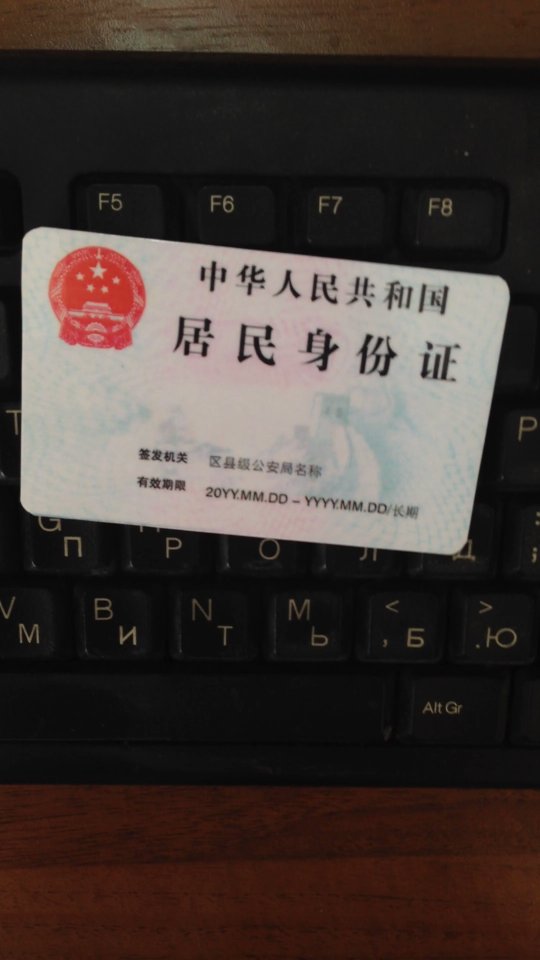 F5 F6 F7 F8
中华人民共和国
居民身份证
T P
签发机关 区县级公安局名称
有效期限 20YY.MM.DD – YYYY.MM.DD/长期
G П Р О Л Д
V М B И N Т M Ь < , Б > . Ю
Alt Gr